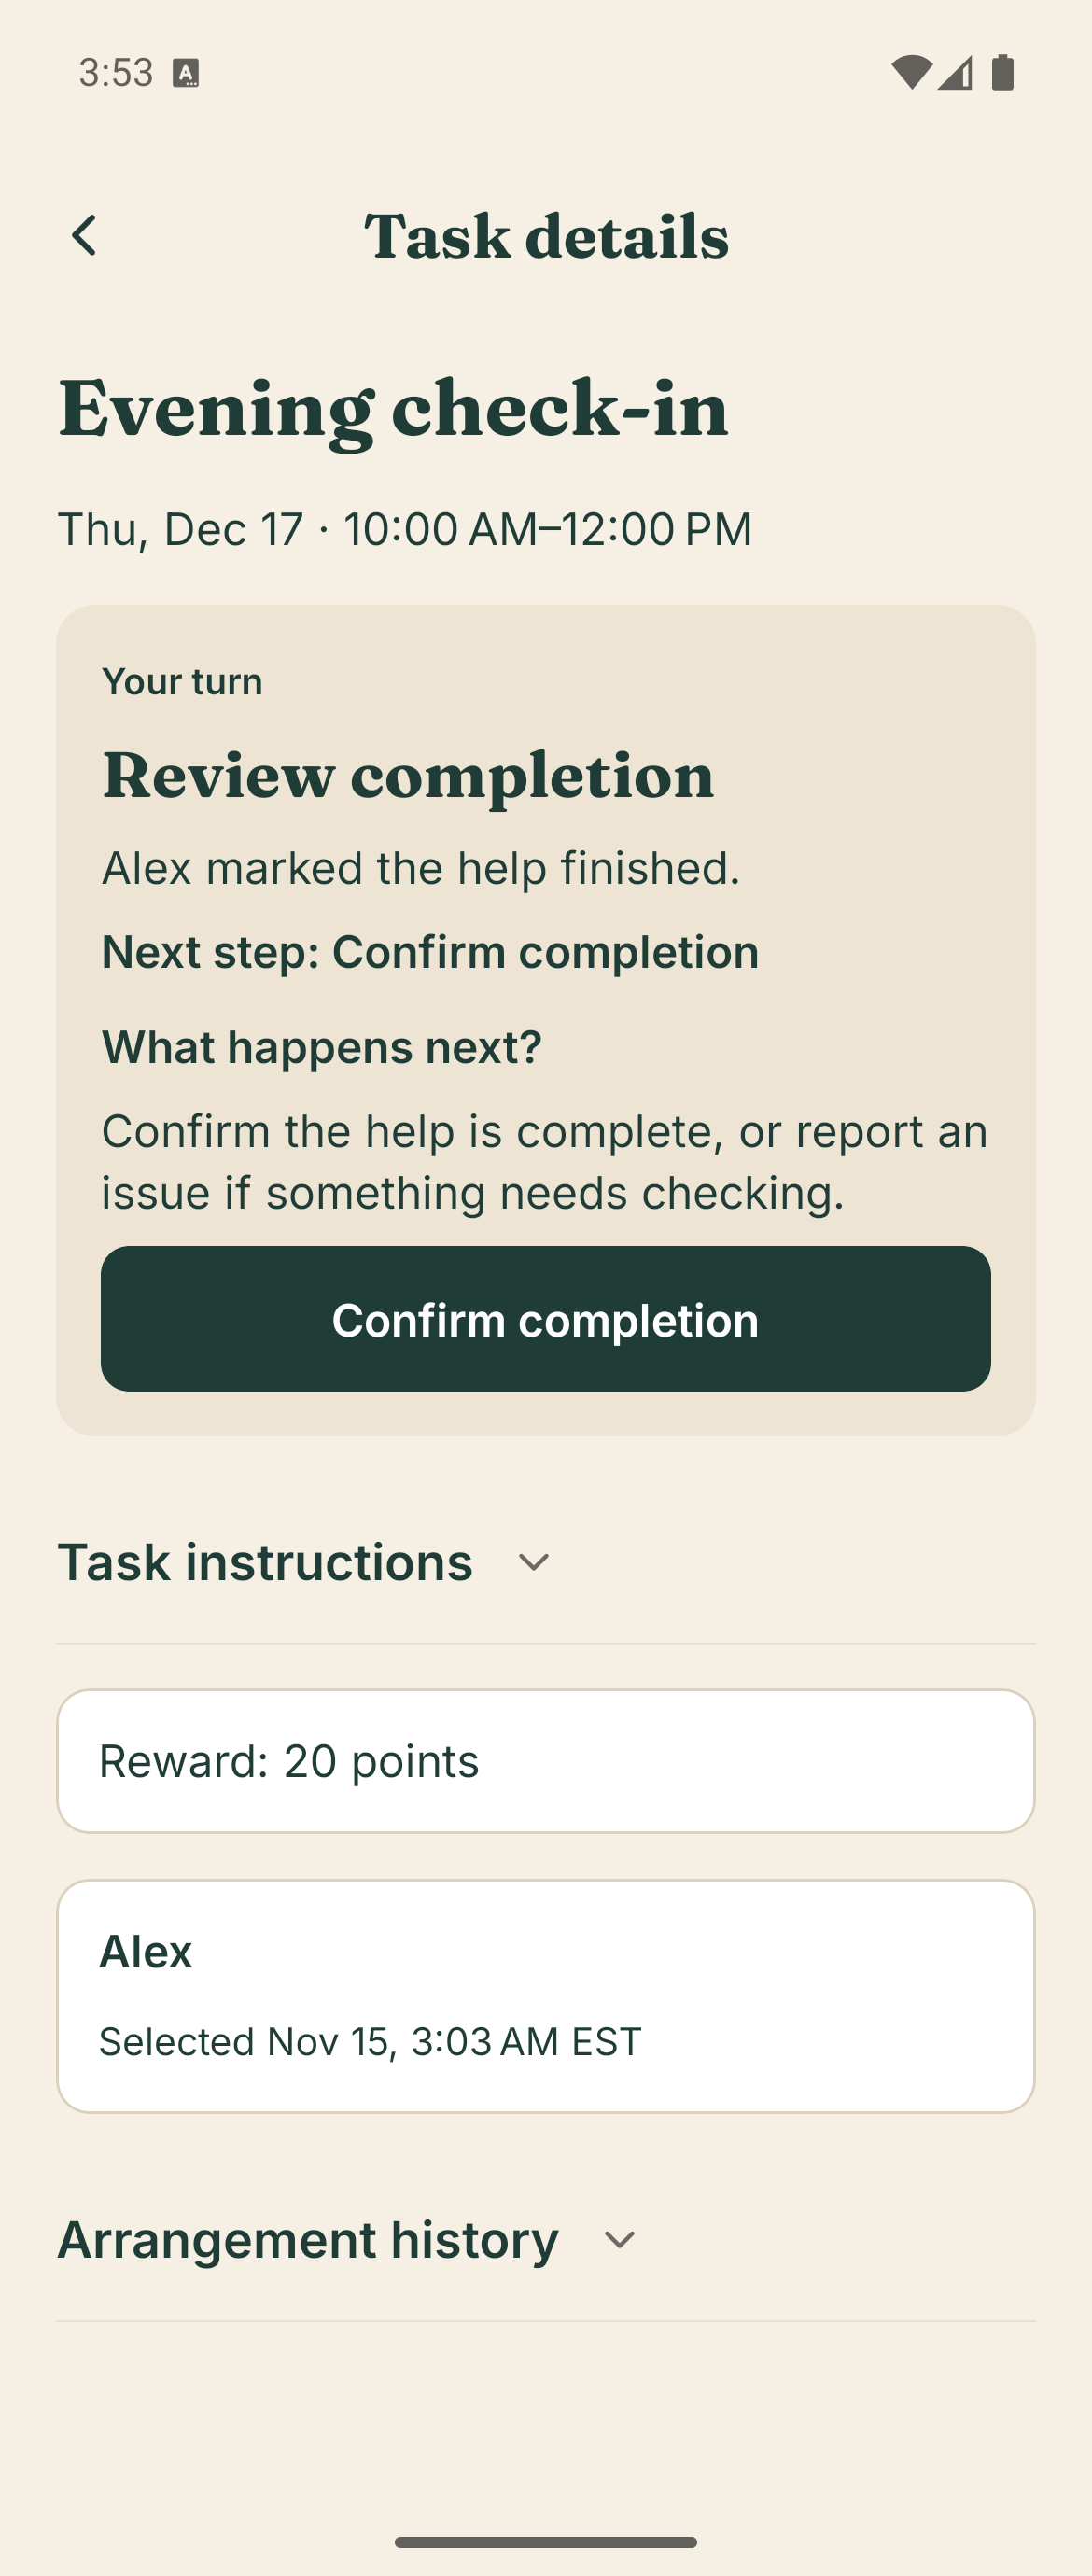 3:53
Task details
Evening check-in
Thu, Dec 17 · 10:00 AM–12:00 PM
Your turn
Review completion
Alex marked the help finished.
Next step: Confirm completion
What happens next?
Confirm the help is complete, or report an
issue if something needs checking.
Confirm completion
Task instructions
Reward: 20 points
Alex
Selected Nov 15, 3:03 AM EST
Arrangement history